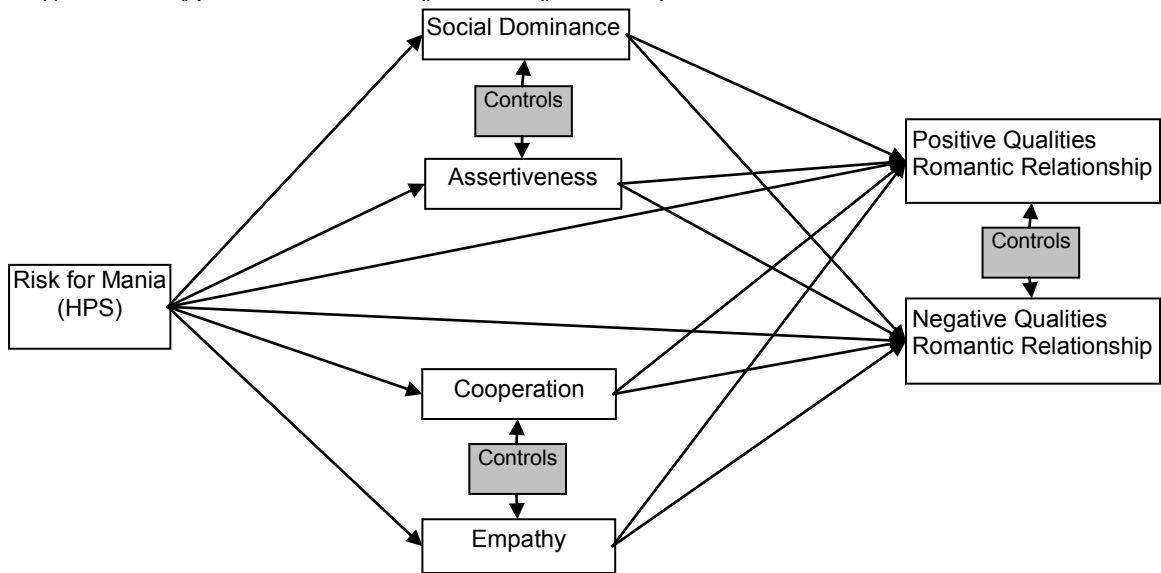 Social Dominance
Controls
Assertiveness
Positive Qualities
Romantic Relationship
Controls
Negative Qualities
Romantic Relationship
Risk for Mania
(HPS)
Cooperation
Controls
Empathy